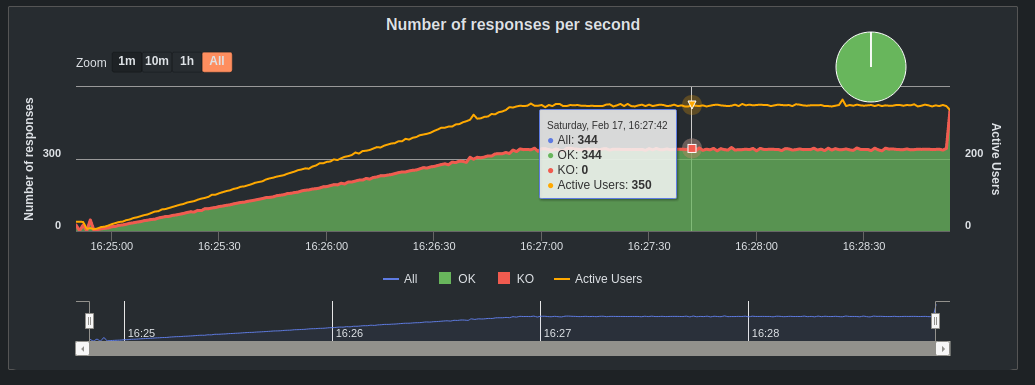 Number of responses per second
Zoom 1m 10m 1h All
Number of responses
300
0
Saturday, Feb 17, 16:27:42
● All: 344
● OK: 344
● KO: 0
● Active Users: 350
200
0
Active Users
16:25:00 16:25:30 16:26:00 16:26:30 16:27:00 16:27:30 16:28:00 16:28:30
All OK KO Active Users
16:25 16:26 16:27 16:28